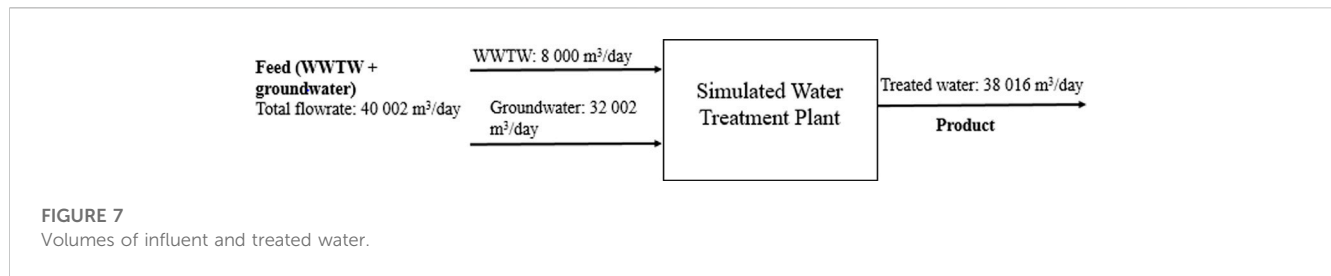 Feed (WWTW +
groundwater)
Total flowrate: 40 002 m³/day
WWTW: 8 000 m³/day
Groundwater: 32 002
m³/day
Simulated Water
Treatment Plant
Treated water: 38 016 m³/day
Product
FIGURE 7
Volumes of influent and treated water.